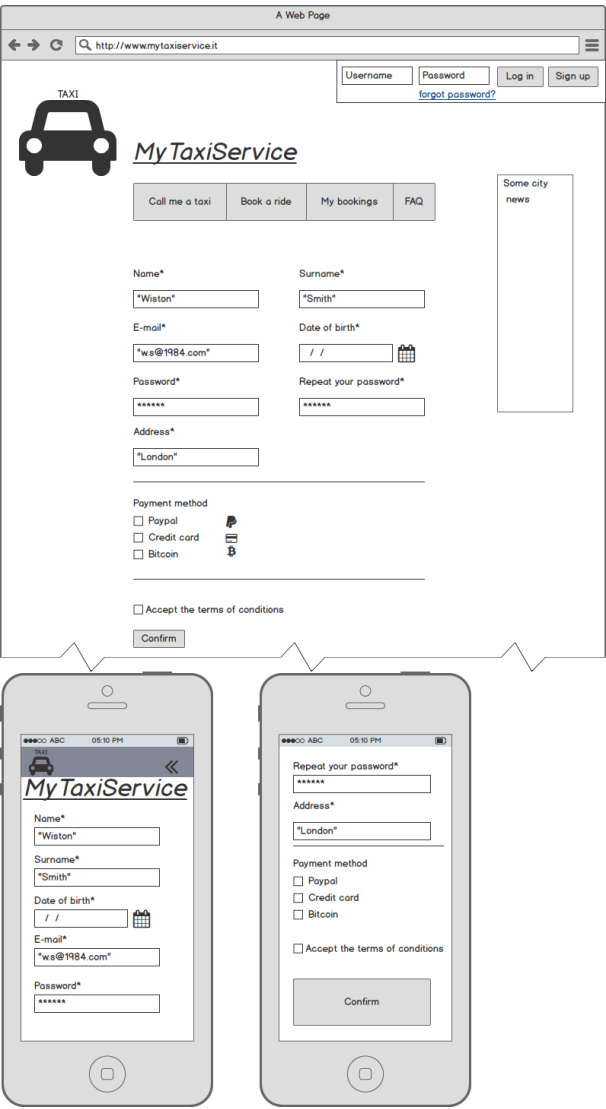 A Web Page
http://www.mytaxiservice.it
Username Password Log in Sign up
forgot password?
TAXI
MyTaxiService
Call me a taxi Book a ride My bookings FAQ
Some city
news
Name* Surname*
"Wiston" "Smith"
E-mail* Date of birth*
"w.s@1984.com" / /
Password* Repeat your password*
****** ******
Address*
"London"
Payment method
Paypal
Credit card
Bitcoin
Accept the terms of conditions
Confirm
ABC 05:10 PM
TAXI
MyTaxiService
Name*
"Wiston"
Surname*
"Smith"
Date of birth*
/ /
E-mail*
"w.s@1984.com"
Password*
******
ABC 05:10 PM
Repeat your password*
******
Address*
"London"
Payment method
Paypal
Credit card
Bitcoin
Accept the terms of conditions
Confirm